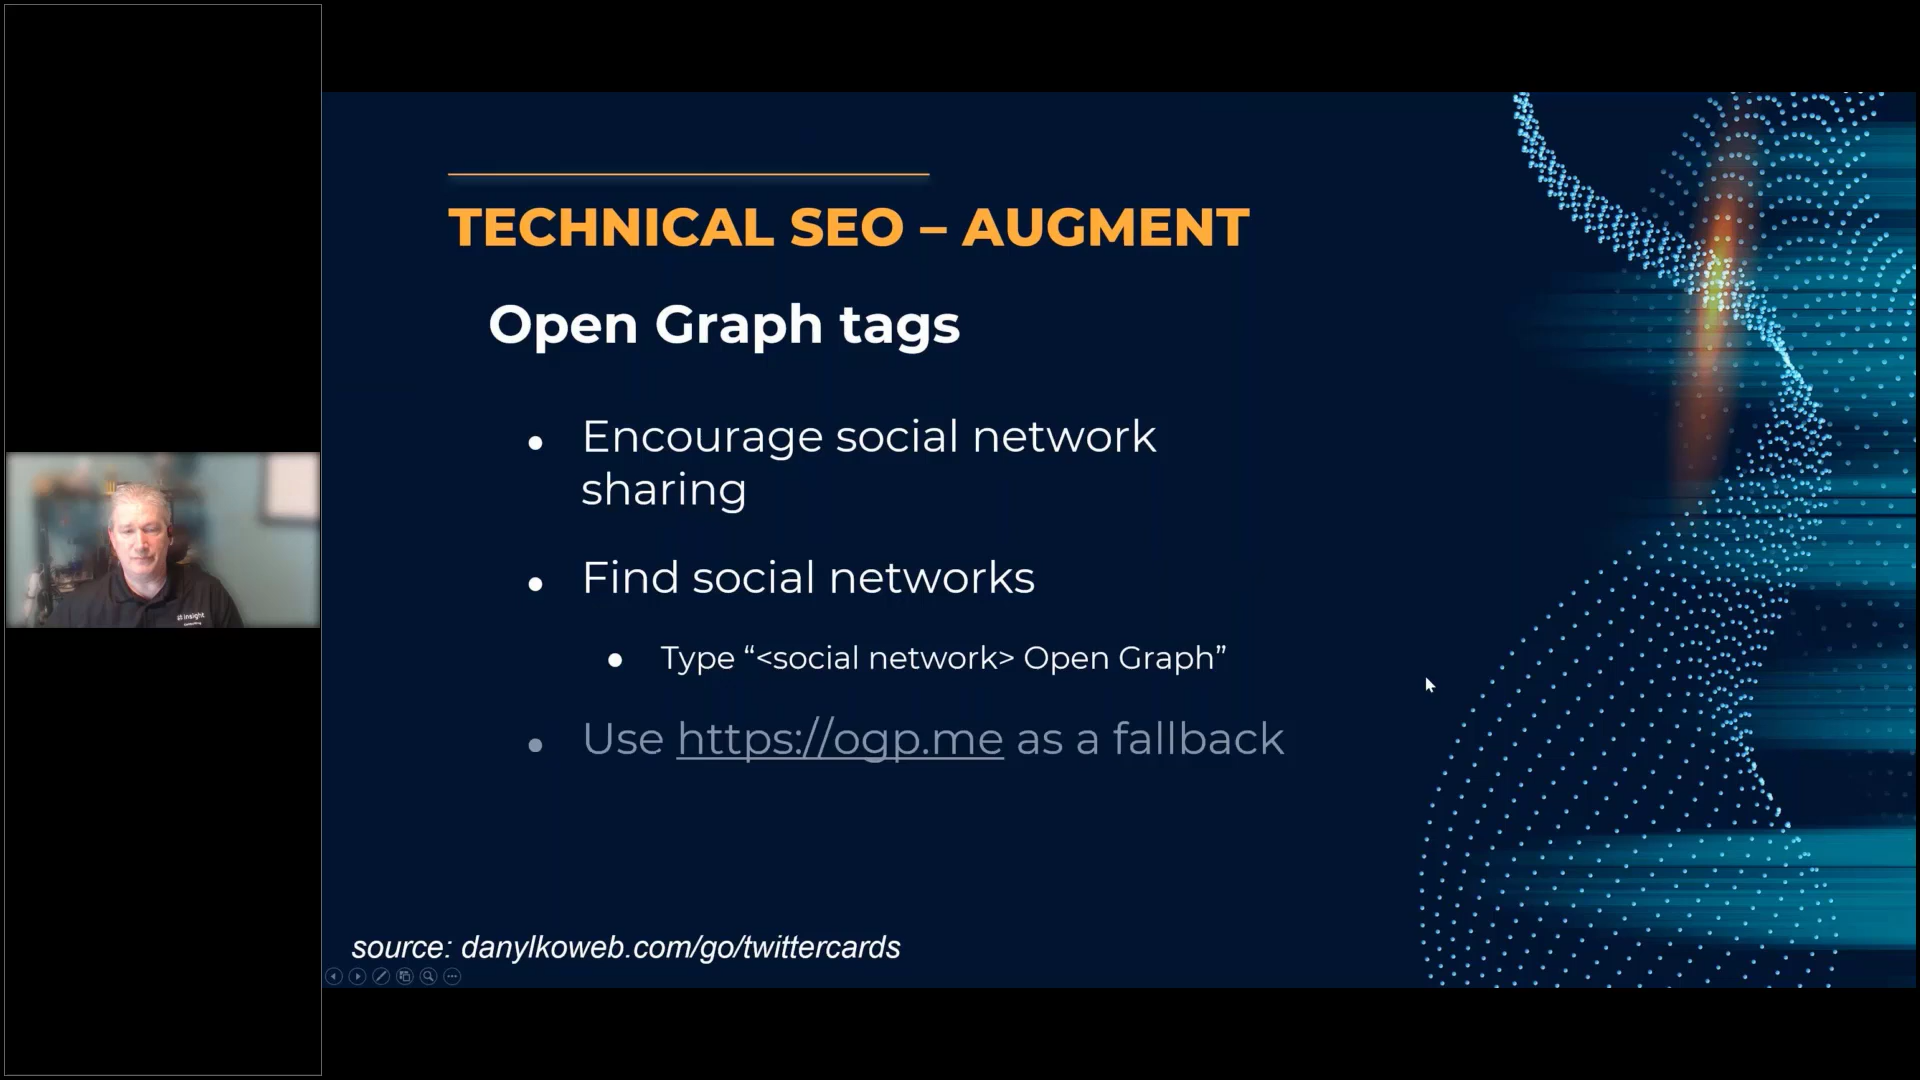 TECHNICAL SEO – AUGMENT
Open Graph tags
• Encourage social network
sharing
• Find social networks
• Type “<social network> Open Graph”
• Use https://ogp.me as a fallback
source: danylkoweb.com/go/twittercards
insight